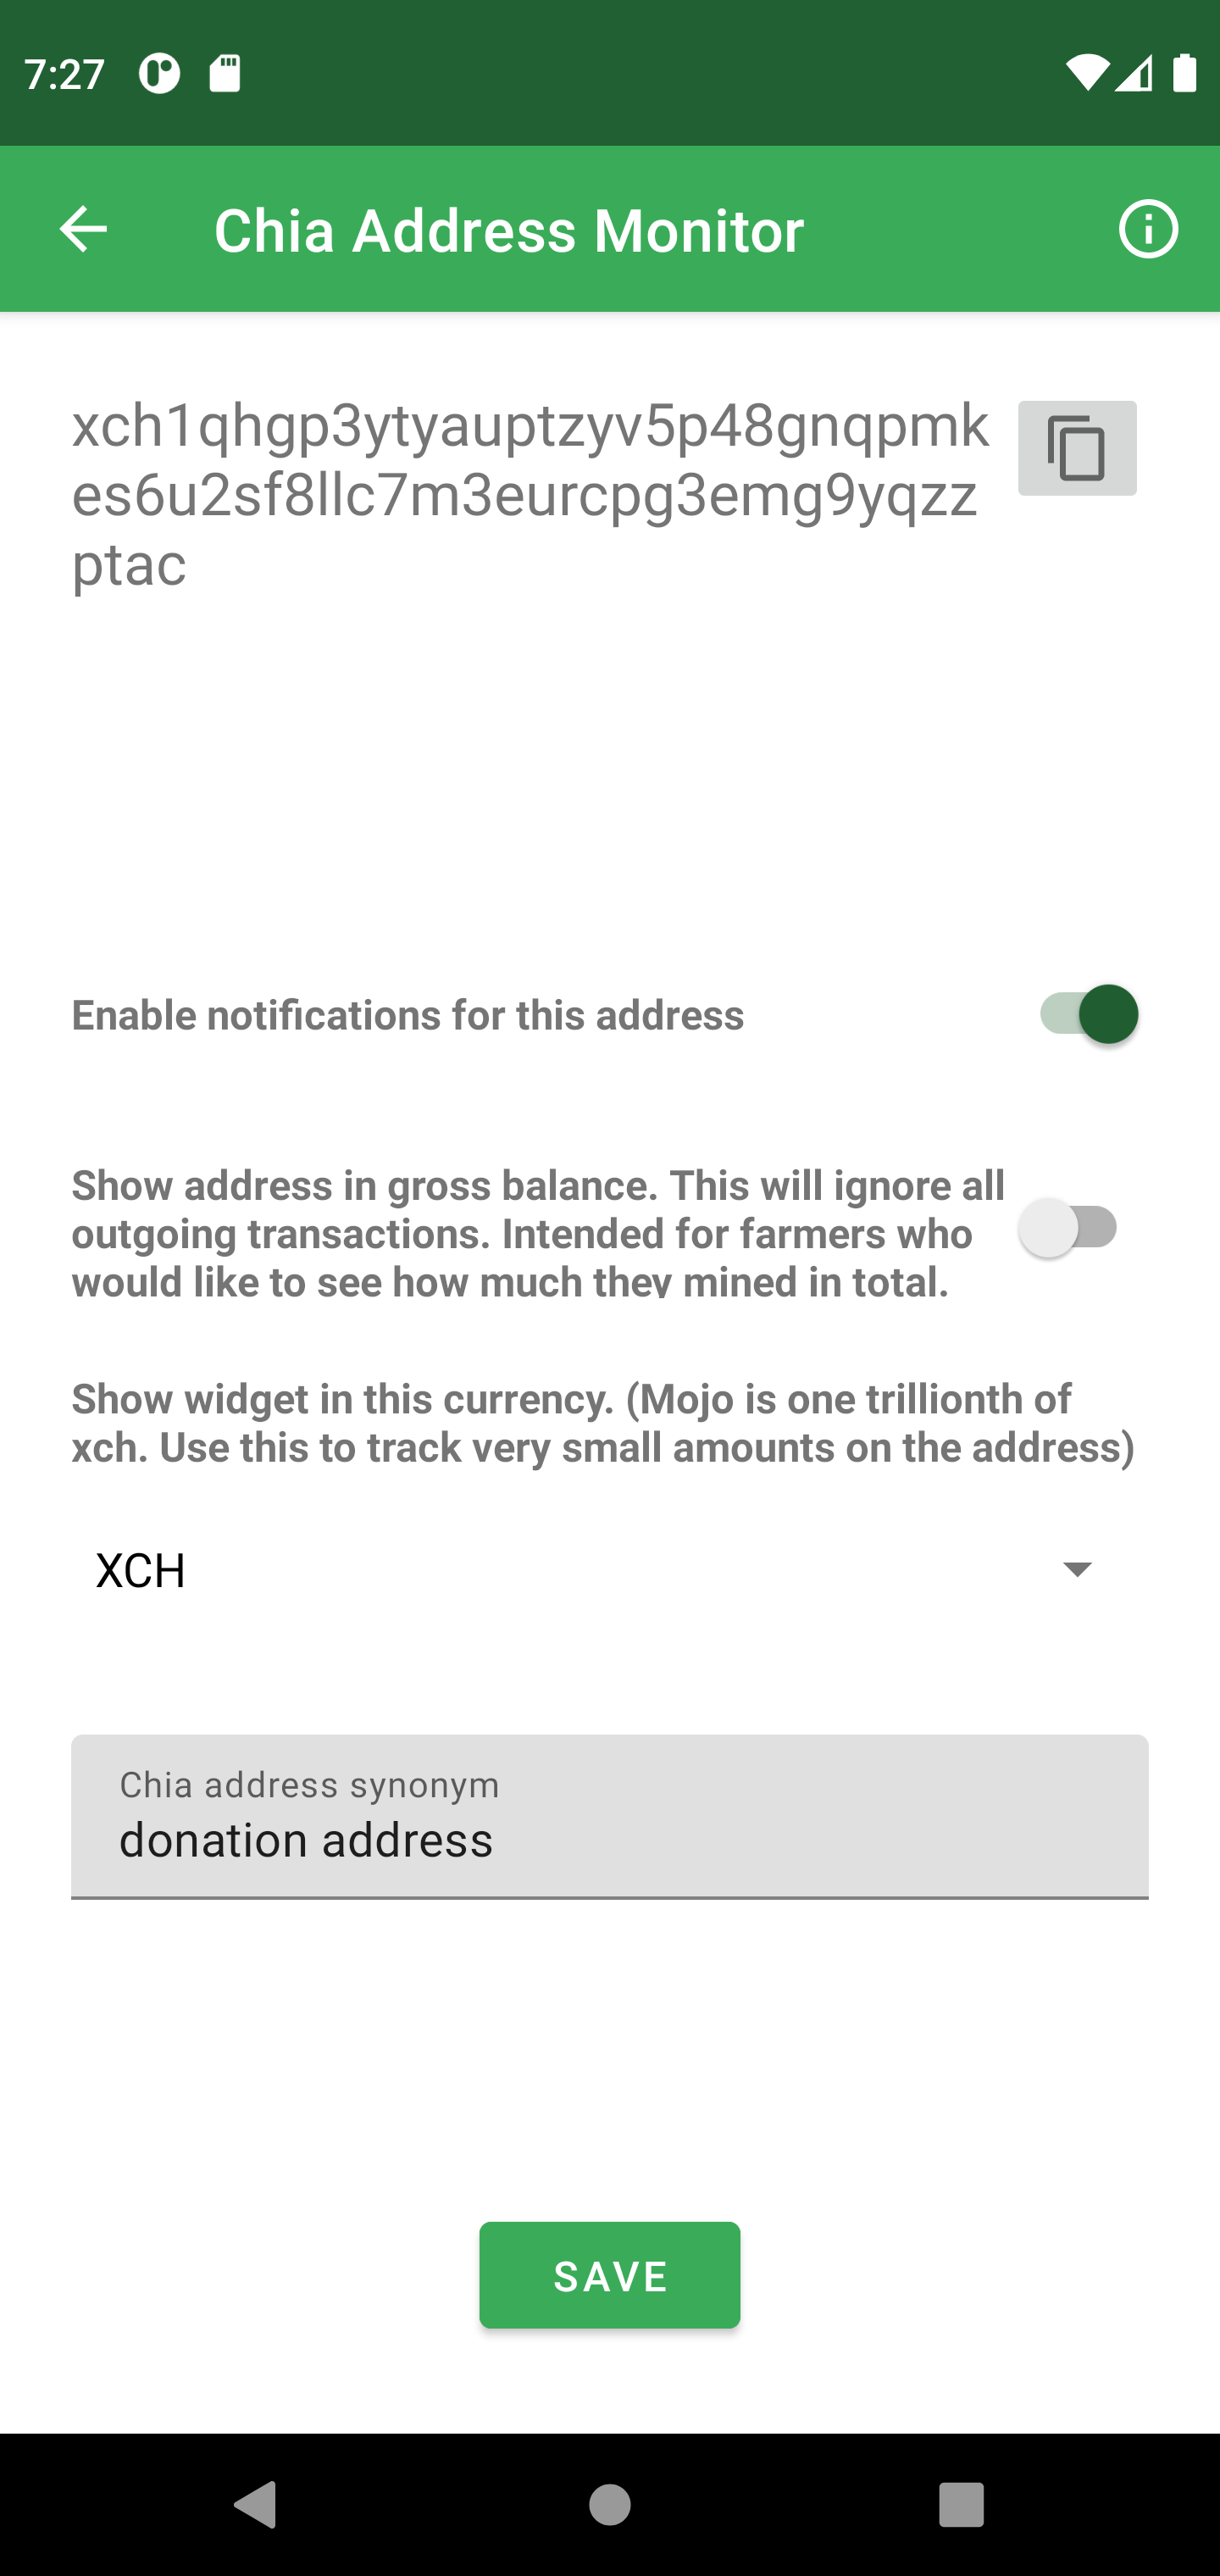 7:27
Chia Address Monitor
xch1qhgp3ytyauptzyv5p48gnqpmk
es6u2sf8llc7m3eurcpg3emg9yqzz
ptac
Enable notifications for this address
Show address in gross balance. This will ignore all
outgoing transactions. Intended for farmers who
would like to see how much they mined in total.
Show widget in this currency. (Mojo is one trillionth of
xch. Use this to track very small amounts on the address)
XCH
Chia address synonym
donation address
SAVE